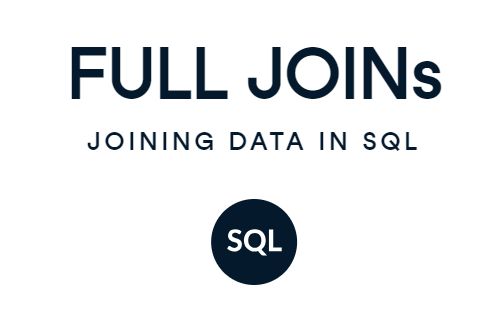 FULL JOINs
JOINING DATA IN SQL
SQL